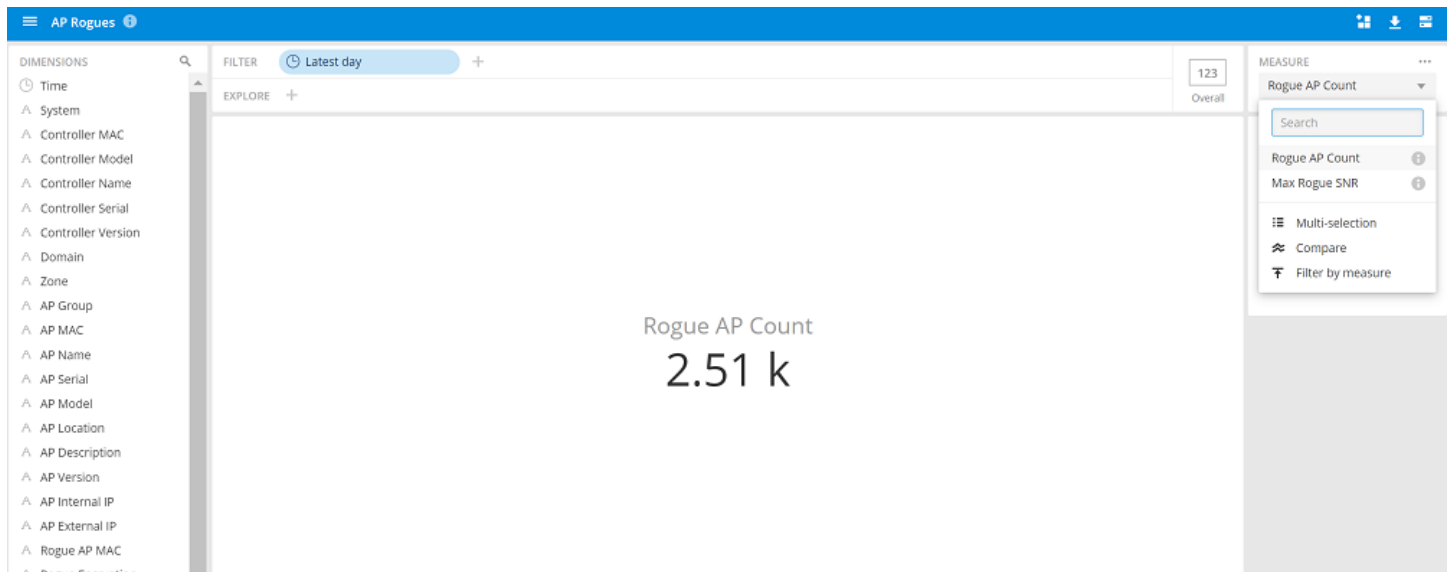 AP Rogues
DIMENSIONS
Time
System
Controller MAC
Controller Model
Controller Name
Controller Serial
Controller Version
Domain
Zone
AP Group
AP MAC
AP Name
AP Serial
AP Model
AP Location
AP Description
AP Version
AP Internal IP
AP External IP
Rogue AP MAC
FILTER Latest day
EXPLORE
123
Overall
Rogue AP Count
2.51 k
MEASURE
Rogue AP Count
Search
Rogue AP Count
Max Rogue SNR
Multi-selection
Compare
Filter by measure